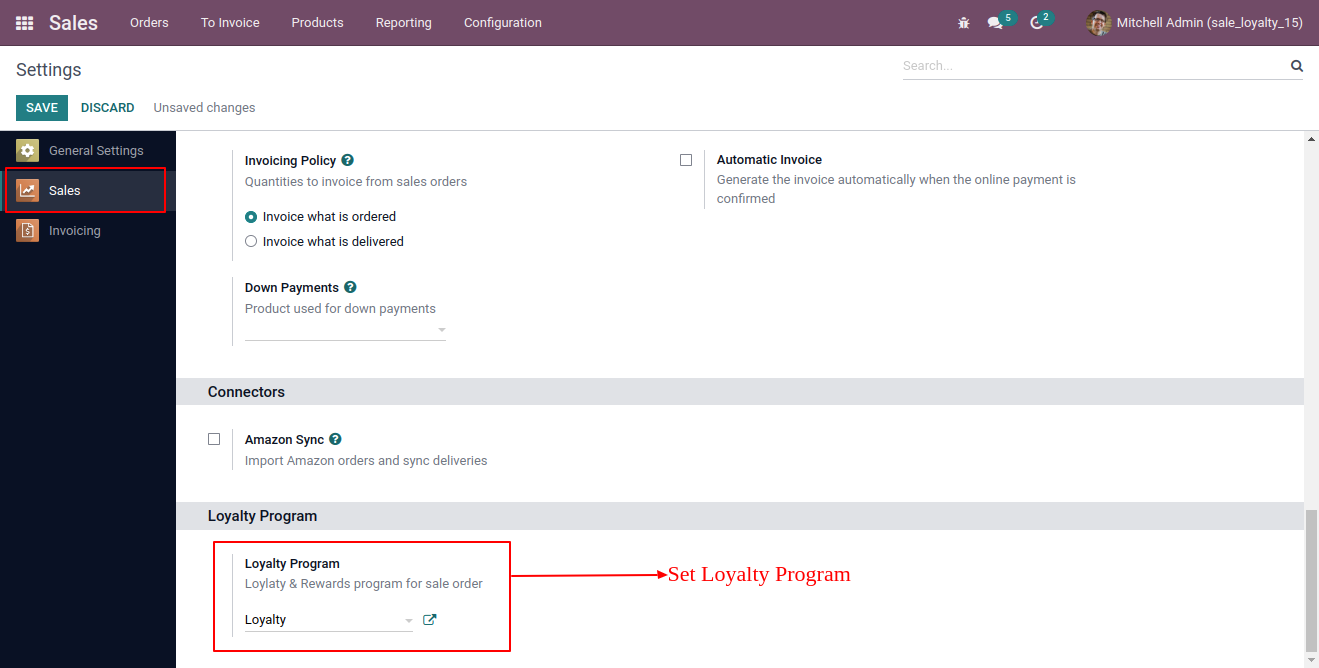 Sales Orders To Invoice Products Reporting Configuration 5 2 Mitchell Admin (sale_loyalty_15)
Settings
Search...
SAVE DISCARD Unsaved changes
General Settings
Sales
Invoicing
Invoicing Policy ?
Quantities to invoice from sales orders
Invoice what is ordered
Invoice what is delivered
Automatic Invoice
Generate the invoice automatically when the online payment is
confirmed
Down Payments ?
Product used for down payments
Connectors
Amazon Sync ?
Import Amazon orders and sync deliveries
Loyalty Program
Loyalty Program
Loylaty & Rewards program for sale order
Loyalty
Set Loyalty Program